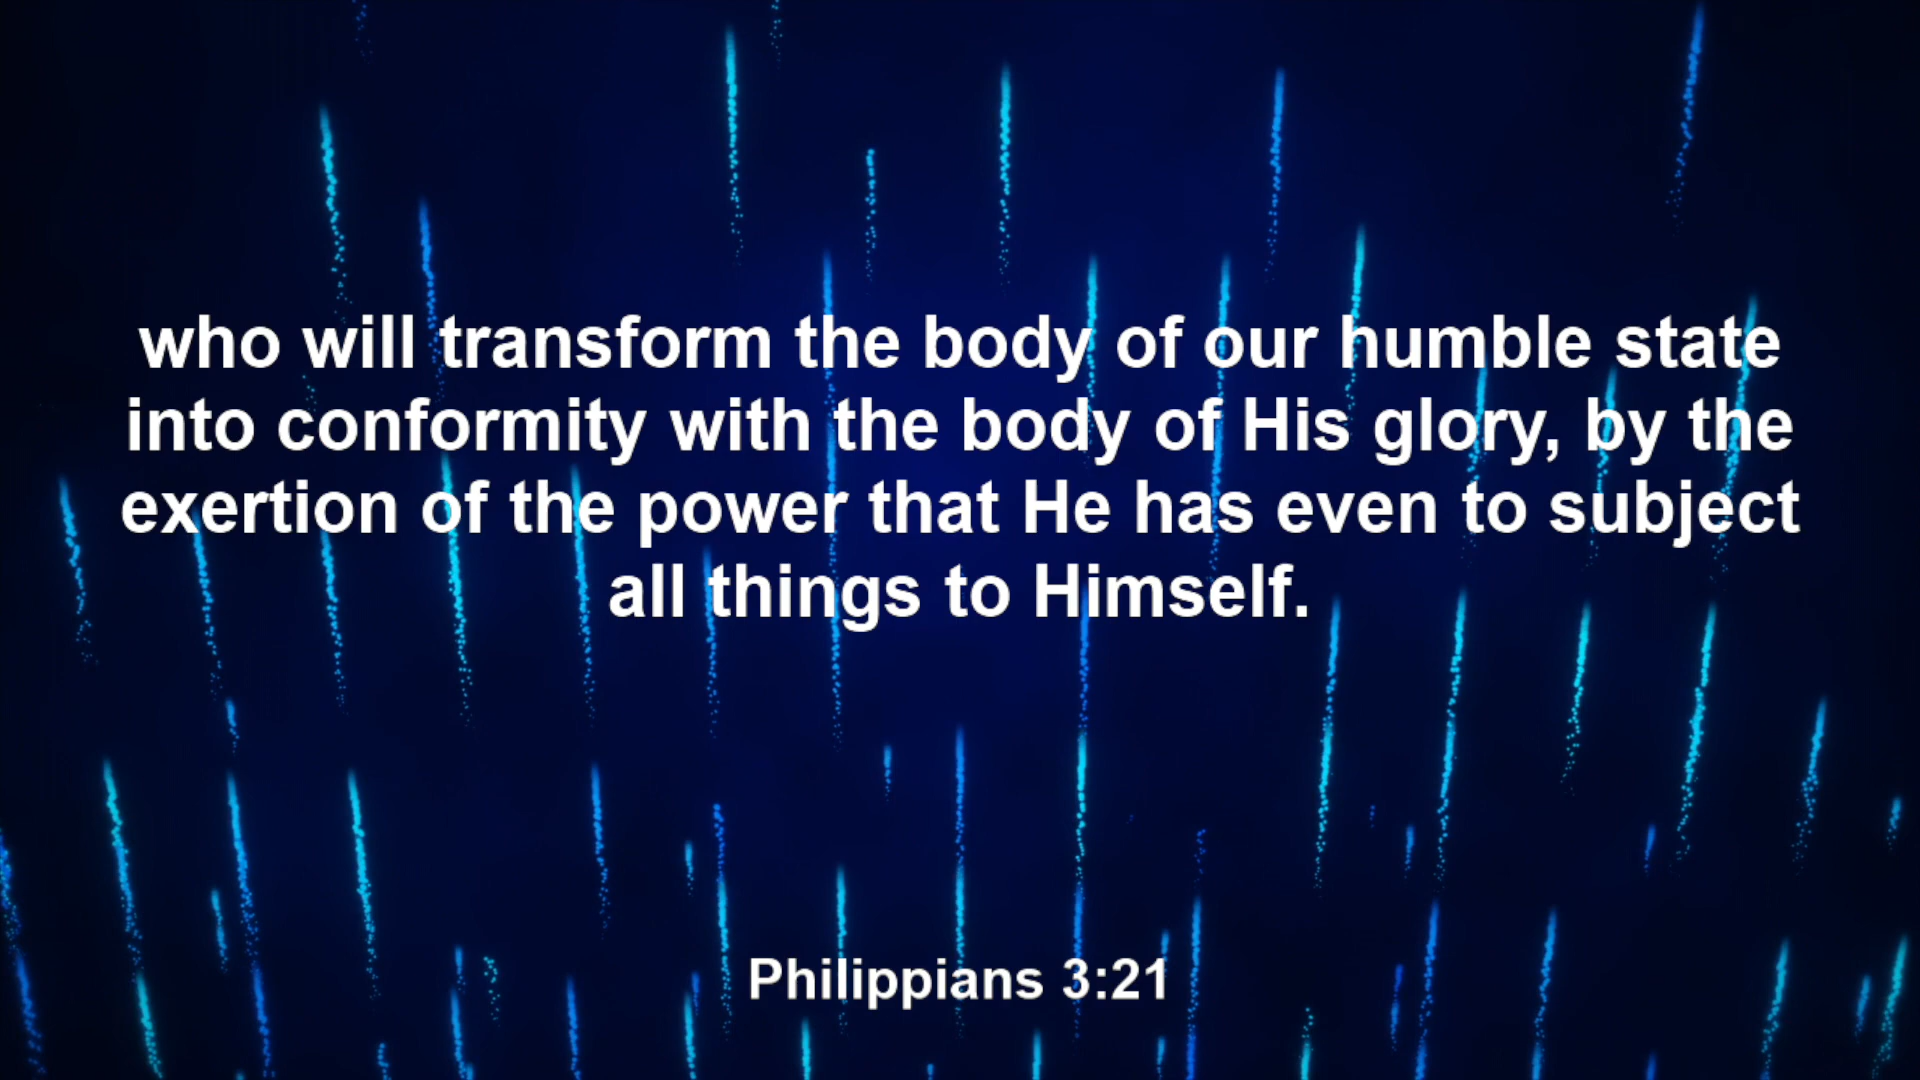 who will transform the body of our humble state
into conformity with the body of His glory, by the
exertion of the power that He has even to subject
all things to Himself.
Philippians 3:21